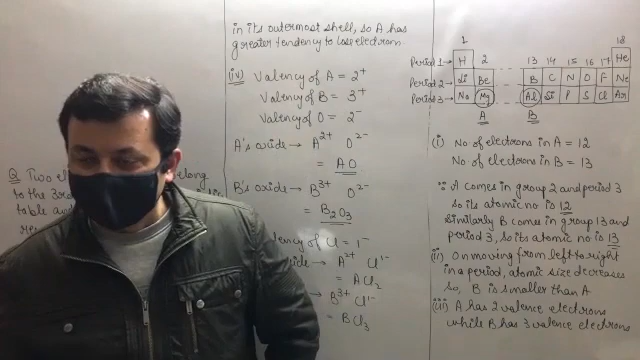 Q Two
to the 3rd
table an
in its outermost shell, so A has
greater tendency to lose electron.
(iv) Valency of A = 2+
Valency of B = 3+
Valency of O = 2-
A's oxide → A2+ O2-
= AO
B's oxide → B3+ O2-
= B2O3
of Cl = 1-
→ A2+ Cl1-
= ACl2
→ B3+ Cl1-
= BCl3
1 18
Period 1→ H 2 13 14 15 16 17 He
Period 2→ Li Be B C N O F Ne
Period 3→ Na Mg Al Si P S Cl Ar
A B
(i) No of electrons in A = 12
No of electrons in B = 13
∵ A comes in group 2 and period 3
so its atomic no is 12
Similarly B comes in group 13 and
period 3, so its atomic no is 13
(ii) On moving from left to right
in a period, atomic size decreases
so, B is smaller than A
(iii) A has 2 valence electrons
while B has 3 valence electrons